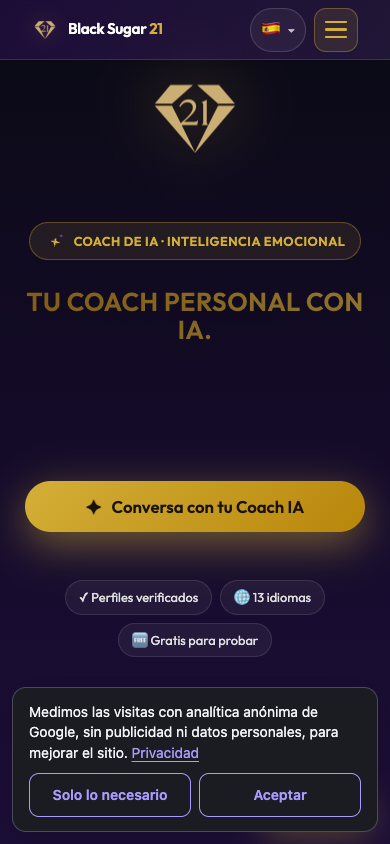 Black Sugar 21
21
COACH DE IA · INTELIGENCIA EMOCIONAL
TU COACH PERSONAL CON
IA.
Conversa con tu Coach IA
✓ Perfiles verificados
13 idiomas
FREE Gratis para probar
Medimos las visitas con analítica anónima de
Google, sin publicidad ni datos personales, para
mejorar el sitio. Privacidad
Solo lo necesario
Aceptar